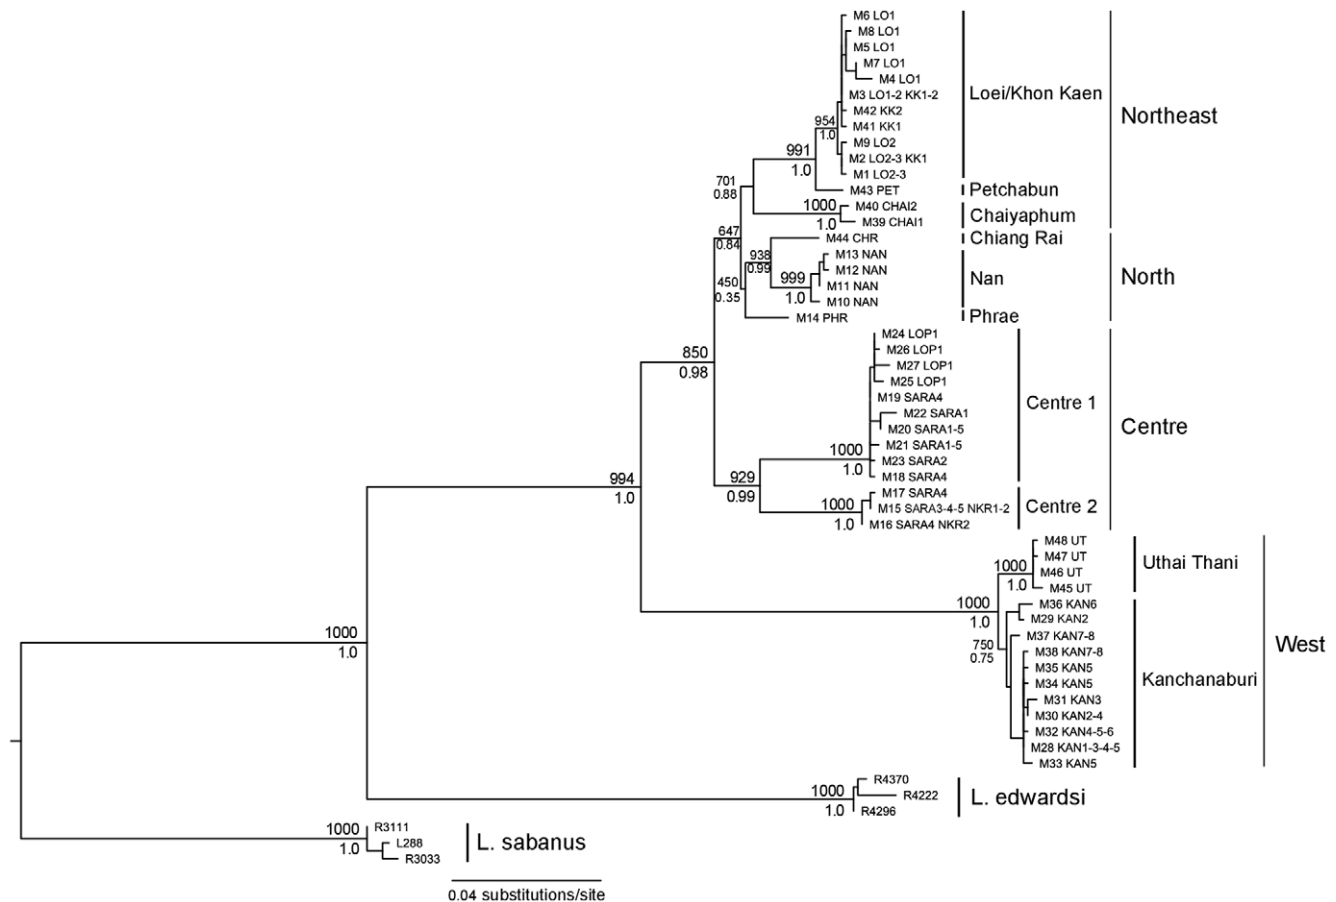 M6 LO1
M8 LO1
M5 LO1
M7 LO1
M4 LO1
M3 LO1-2 KK1-2
Loei/Khon Kaen
M42 KK2
Northeast
954
M41 KK1
1.0
M9 LO2
991
M2 LO2-3 KK1
1.0
M1 LO2-3
701
0.88
M43 PET
Petchabun
1000
M40 CHAI2
Chaiyaphum
1.0
M39 CHAI1
647
0.84
M44 CHR
Chiang Rai
938
0.99
M13 NAN
M12 NAN
999
M11 NAN
Nan
North
450
0.35
1.0
M10 NAN
M14 PHR
Phrae
M24 LOP1
850
M26 LOP1
0.98
M27 LOP1
M25 LOP1
M19 SARA4
Centre 1
M22 SARA1
M20 SARA1-5
Centre
M21 SARA1-5
1000
M23 SARA2
1.0
M18 SARA4
994
1.0
929
0.99
M17 SARA4
1000
M15 SARA3-4-5 NKR1-2
Centre 2
1.0
M16 SARA4 NKR2
M48 UT
M47 UT
Uthai Thani
1000
M46 UT
1.0
M45 UT
1000
1.0
M36 KAN6
M29 KAN2
M37 KAN7-8
750
0.75
M38 KAN7-8
West
M35 KAN5
M34 KAN5
Kanchanaburi
M31 KAN3
M30 KAN2-4
M32 KAN4-5-6
M28 KAN1-3-4-5
M33 KAN5
1000
1.0
R4370
1000
R4222
L. edwardsi
1.0
R4296
1000
R3111
1.0
L288
L. sabanus
R3033
0.04 substitutions/site